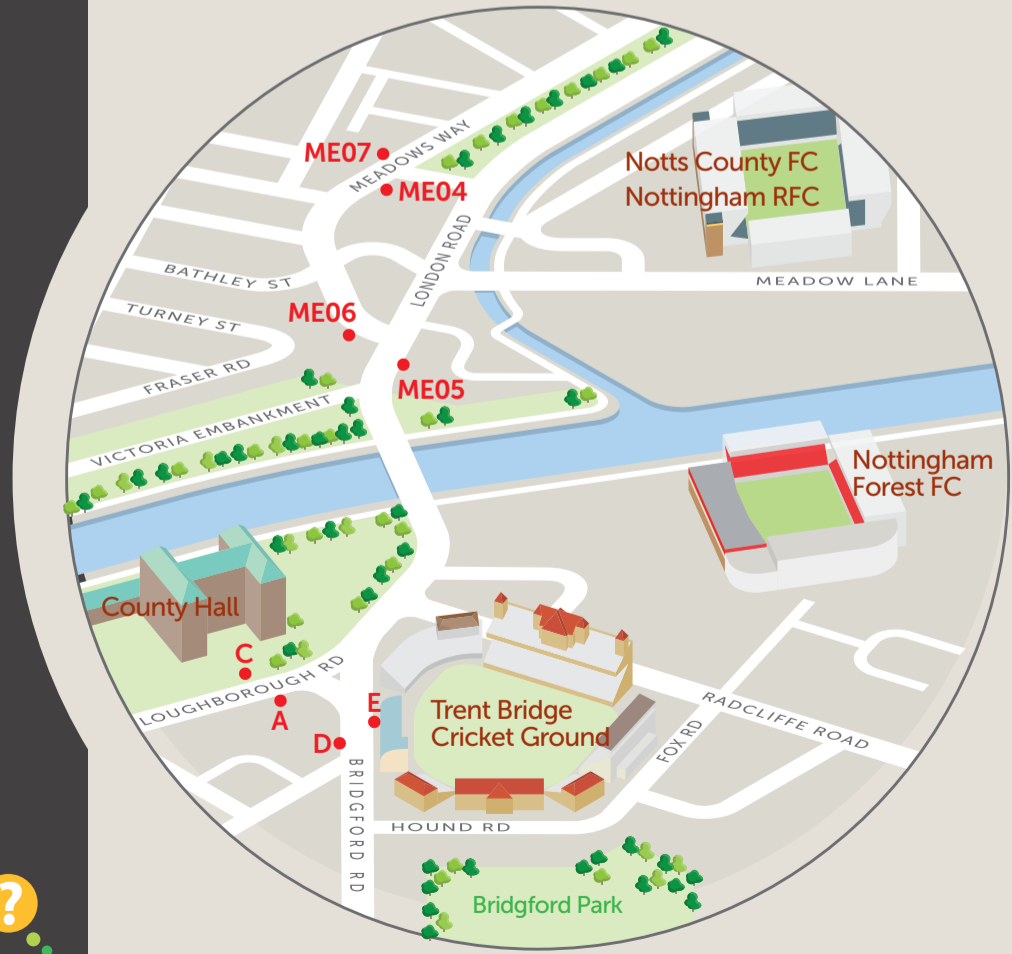 ME07
MEADOWS WAY
ME04
Notts County FC
Nottingham RFC
LONDON ROAD
BATHLEY ST
MEADOW LANE
ME06
TURNEY ST
FRASER RD
ME05
VICTORIA EMBANKMENT
Nottingham
Forest FC
County Hall
C
LOUGHBOROUGH RD
A
E
D
Trent Bridge
Cricket Ground
RADCLIFFE ROAD
FOX RD
BRIDGFORD RD
HOUND RD
Bridgford Park
?